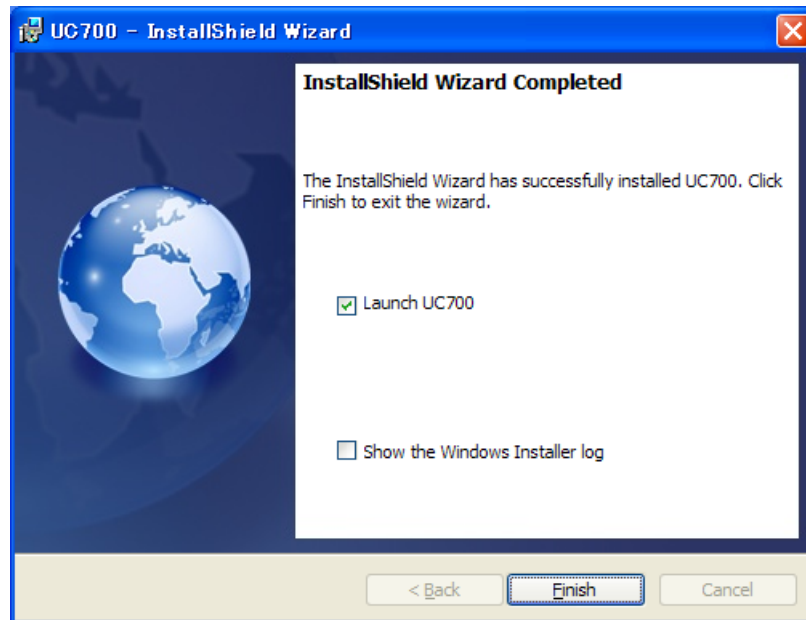 UC700 - InstallShield Wizard
InstallShield Wizard Completed
The InstallShield Wizard has successfully installed UC700. Click
Finish to exit the wizard.
Launch UC700
Show the Windows Installer log
< Back
Finish
Cancel